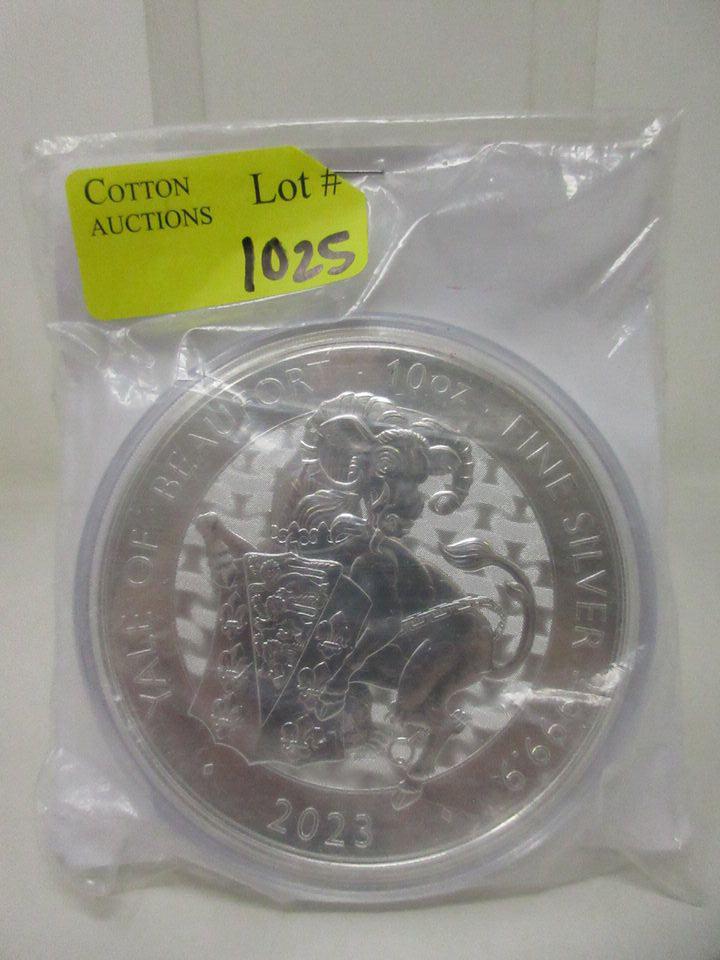 COTTON
AUCTIONS
Lot #
1025
YALE OF BEAUFORT · 10oz · FINE SILVER · 999.9
2023